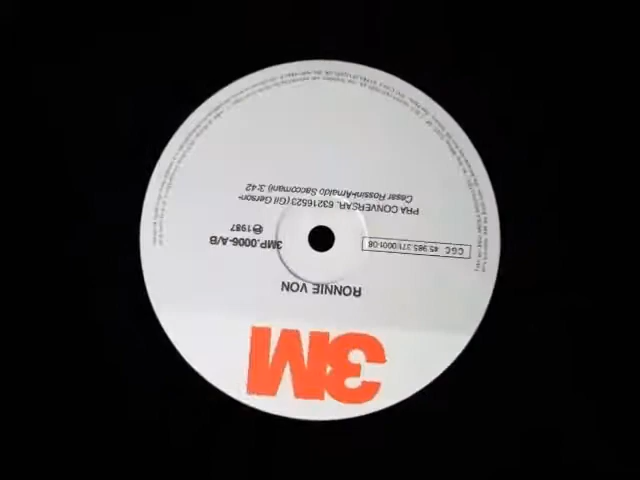 3M
RONNIE VON
CGC 45.985.371/0001-08
3MP.0006-A/B
℗ 1987
PRA CONVERSAR. 63216523 (Gil Gerson-
Cesar Rossini-Arnaldo Saccomani) 3:42